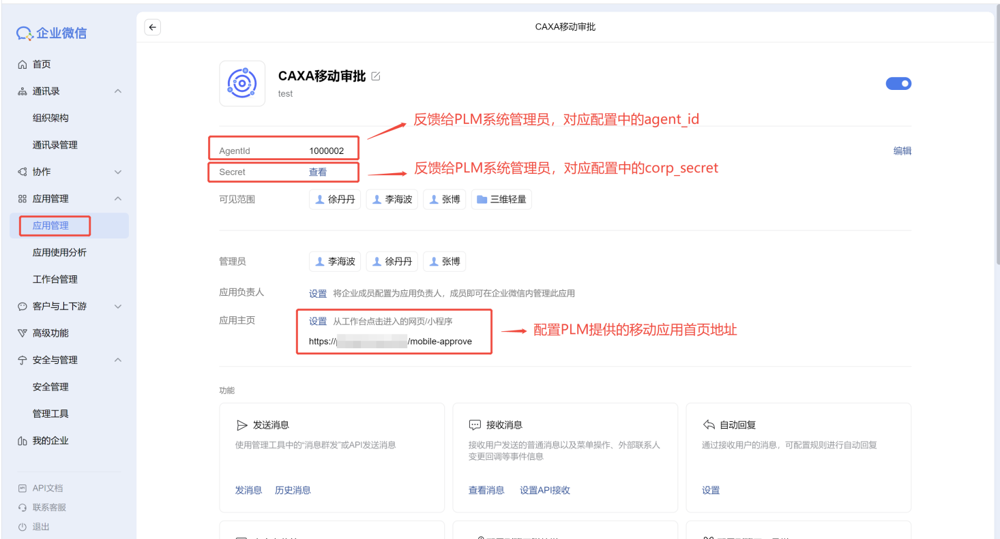 企业微信
CAXA移动审批
首页
通讯录
组织架构
通讯录管理
协作
应用管理
应用管理
应用使用分析
工作台管理
客户与上下游
高级功能
安全与管理
安全管理
管理工具
我的企业
API文档
联系客服
退出
CAXA移动审批
test
反馈给PLM系统管理员，对应配置中的agent_id
AgentId 1000002
编辑
反馈给PLM系统管理员，对应配置中的corp_secret
Secret 查看
可见范围 徐丹丹 李海波 张博 三维轻量
管理员 李海波 徐丹丹 张博
应用负责人 设置 将企业成员配置为应用负责人，成员即可在企业微信内管理此应用
应用主页 设置 从工作台点击进入的网页/小程序
配置PLM提供的移动应用首页地址
https:// /mobile-approve
功能
发送消息
使用管理工具中的“消息群发”或API发送消息
发消息 历史消息
接收消息
接收用户发送的普通消息以及菜单操作、外部联系人
变更回调等事件信息
查看消息 设置API接收
自动回复
通过接收用户的消息，可配置规则进行自动回复
设置